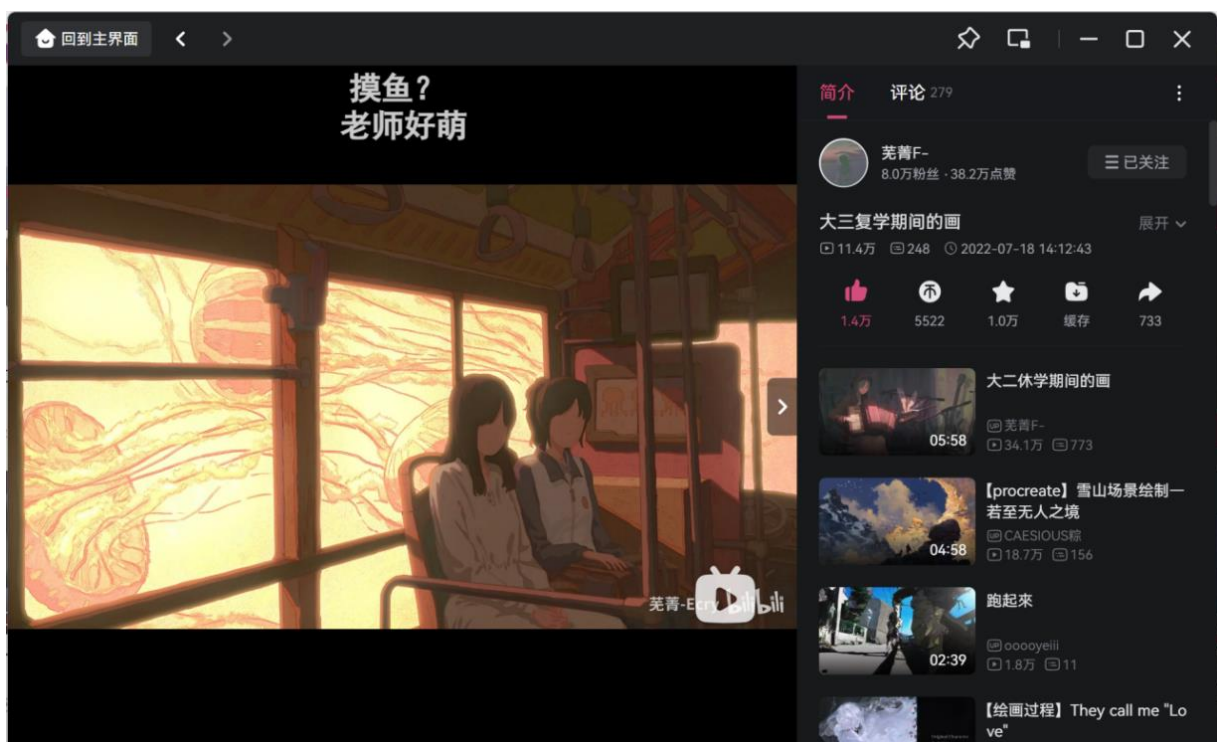 回到主界面
摸鱼？
老师好萌
芜菁-Ecry bilibili
简介 评论 279
芜菁F-
8.0万粉丝 · 38.2万点赞
已关注
大三复学期间的画
展开
11.4万 248 2022-07-18 14:12:43
1.4万 5522 1.0万 缓存 733
大二休学期间的画
05:58
UP 芜菁F-
34.1万 773
【procreate】雪山场景绘制—
若至无人之境
04:58
UP CAESIOUS粽
18.7万 156
跑起來
02:39
UP ooooyeiii
1.8万 11
【绘画过程】They call me "Lo
ve"